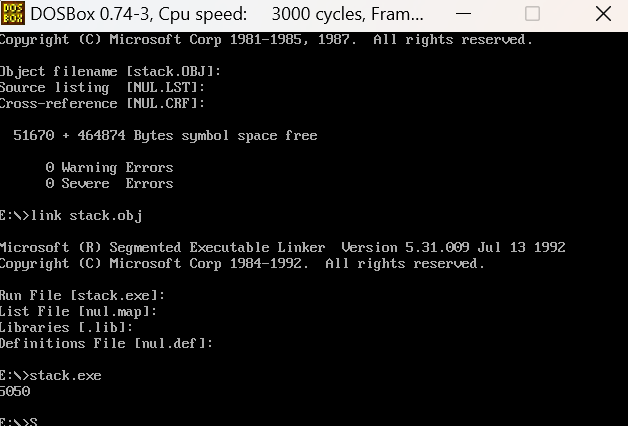 DOSBox 0.74-3, Cpu speed: 3000 cycles, Fram...
Copyright (C) Microsoft Corp 1981-1985, 1987. All rights reserved.
Object filename [stack.OBJ]:
Source listing [NUL.LST]:
Cross-reference [NUL.CRF]:
51670 + 464874 Bytes symbol space free
0 Warning Errors
0 Severe Errors
E:\>link stack.obj
Microsoft (R) Segmented Executable Linker Version 5.31.009 Jul 13 1992
Copyright (C) Microsoft Corp 1984-1992. All rights reserved.
Run File [stack.exe]:
List File [nul.map]:
Libraries [.lib]:
Definitions File [nul.def]:
E:\>stack.exe
5050
E:\>S